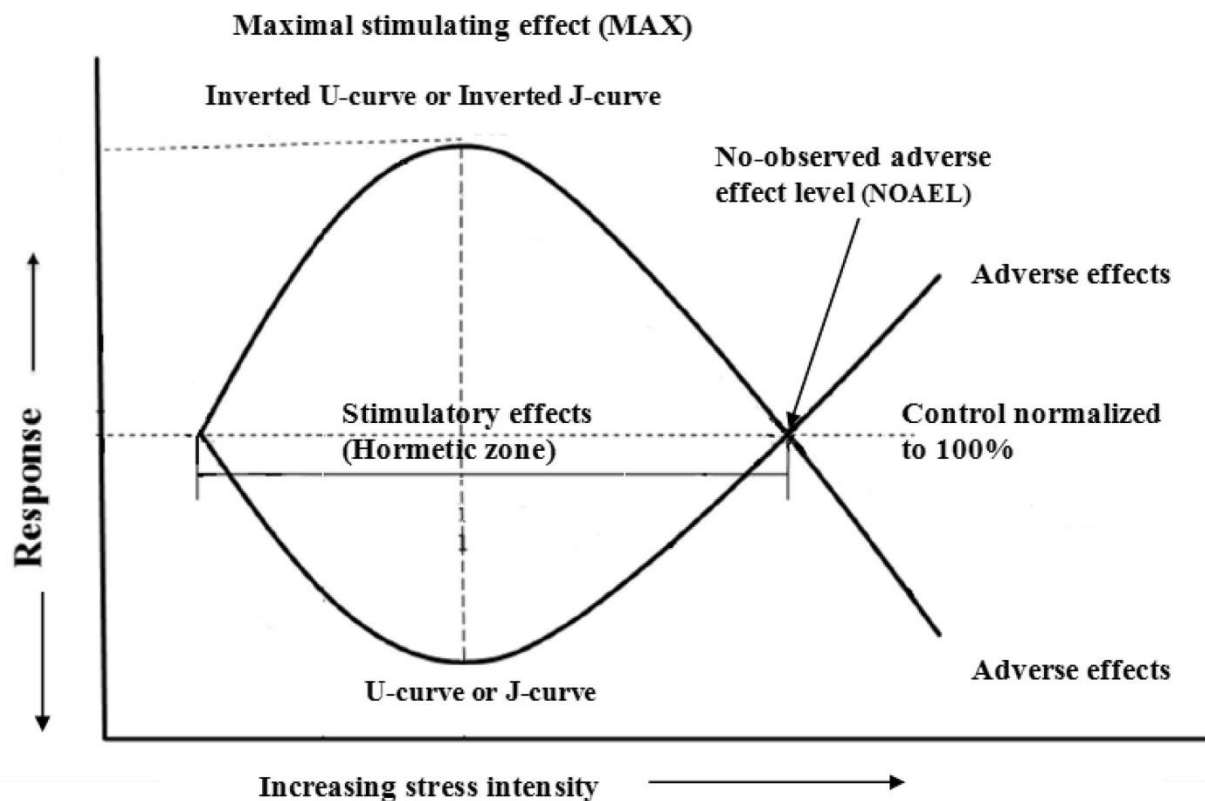 Maximal stimulating effect (MAX)
Inverted U-curve or Inverted J-curve
No-observed adverse
effect level (NOAEL)
Adverse effects
Stimulatory effects
(Hormetic zone)
Control normalized
to 100%
Response
U-curve or J-curve
Adverse effects
Increasing stress intensity